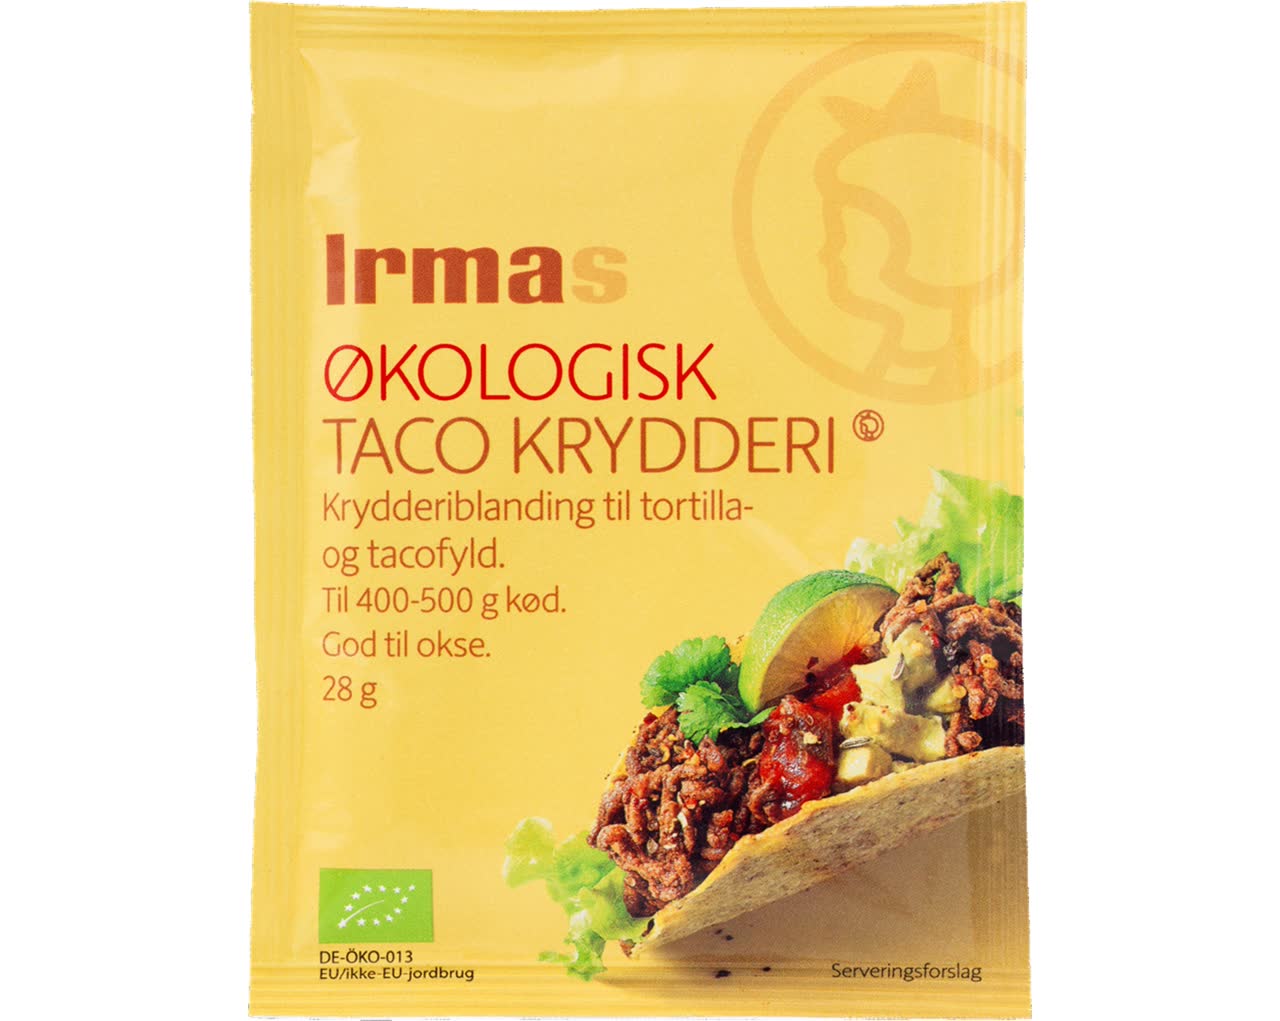 Irmas
ØKOLOGISK
TACO KRYDDERI
Krydderiblanding til tortilla-
og tacofyld.
Til 400-500 g kød.
God til okse.
28 g
DE-ÖKO-013
EU/ikke-EU-jordbrug
Serveringsforslag